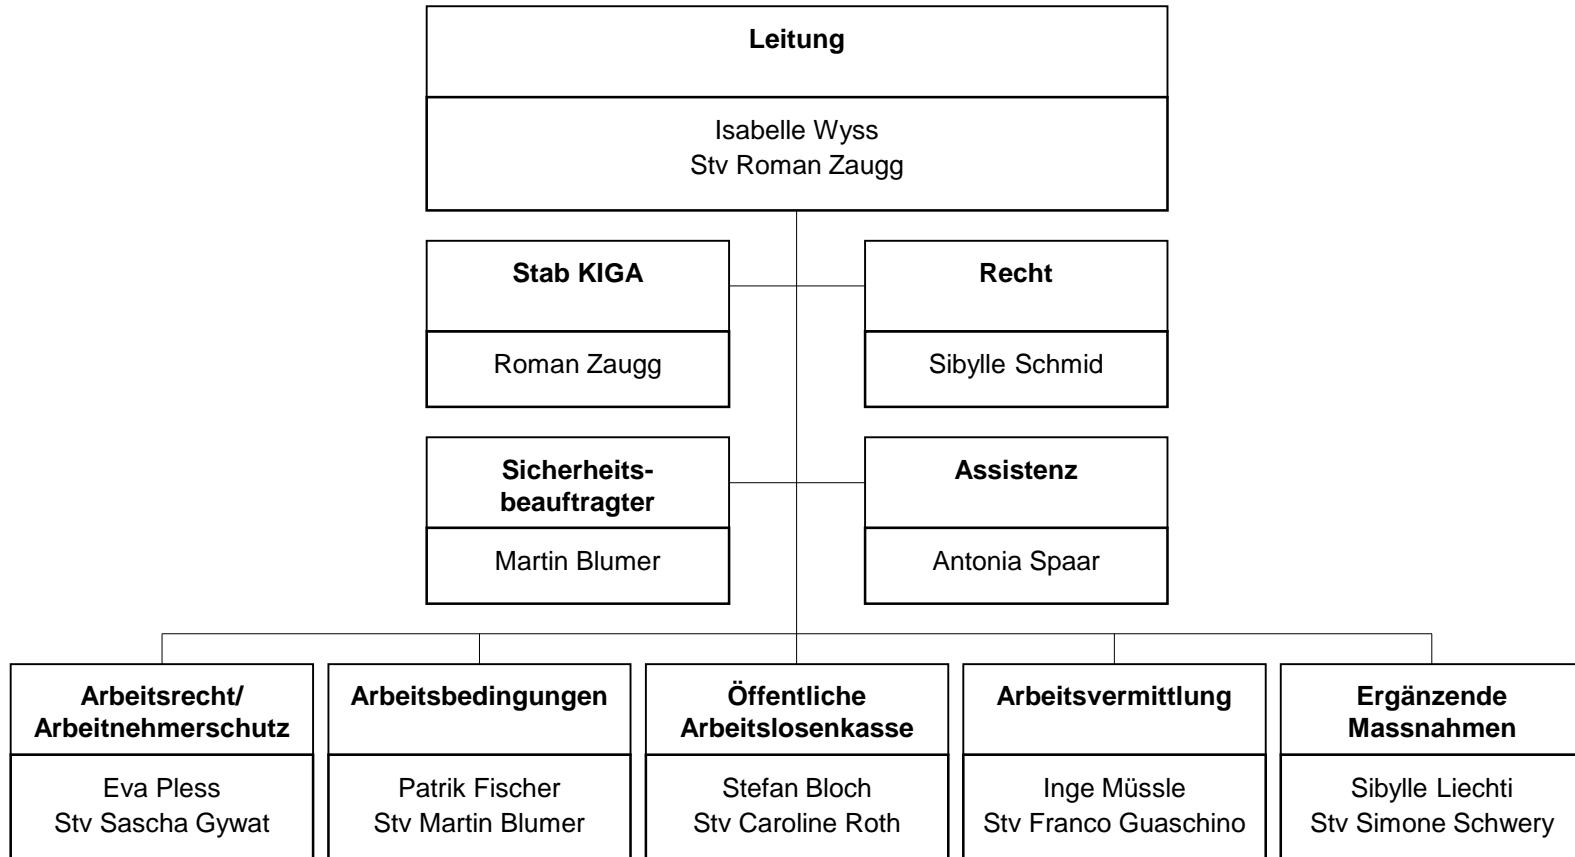 Leitung
Isabelle Wyss
Stv Roman Zaugg
Stab KIGA
Roman Zaugg
Recht
Sibylle Schmid
Sicherheits-
beauftragter
Martin Blumer
Assistenz
Antonia Spaar
Arbeitsrecht/
Arbeitnehmerschutz
Eva Pless
Stv Sascha Gywat
Arbeitsbedingungen
Patrik Fischer
Stv Martin Blumer
Öffentliche
Arbeitslosenkasse
Stefan Bloch
Stv Caroline Roth
Arbeitsvermittlung
Inge Müssle
Stv Franco Guaschino
Ergänzende
Massnahmen
Sibylle Liechti
Stv Simone Schwery